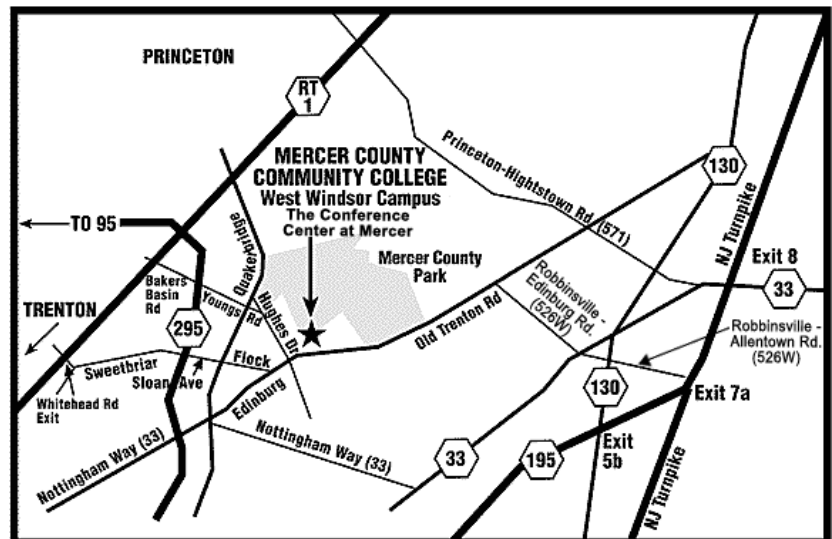 PRINCETON
RT
1
MERCER COUNTY
COMMUNITY COLLEGE
West Windsor Campus
The Conference
Center at Mercer
Princeton-Hightstown Rd. (571)
130
NJ Turnpike
TO 95
Quakerbridge
Mercer County
Park
Exit 8
33
Bakers
Basin
Rd
Youngs Rd
Hughes Dr
Old Trenton Rd
Robbinsville -
Edinburg Rd.
(526W)
TRENTON
295
Robbinsville -
Allentown Rd.
(526W)
Sweetbriar
Sloan Ave
Flock
Whitehead Rd
Exit
Edinburg
130
Exit 7a
Nottingham Way (33)
Nottingham Way (33)
33
195
Exit
5b
NJ Turnpike